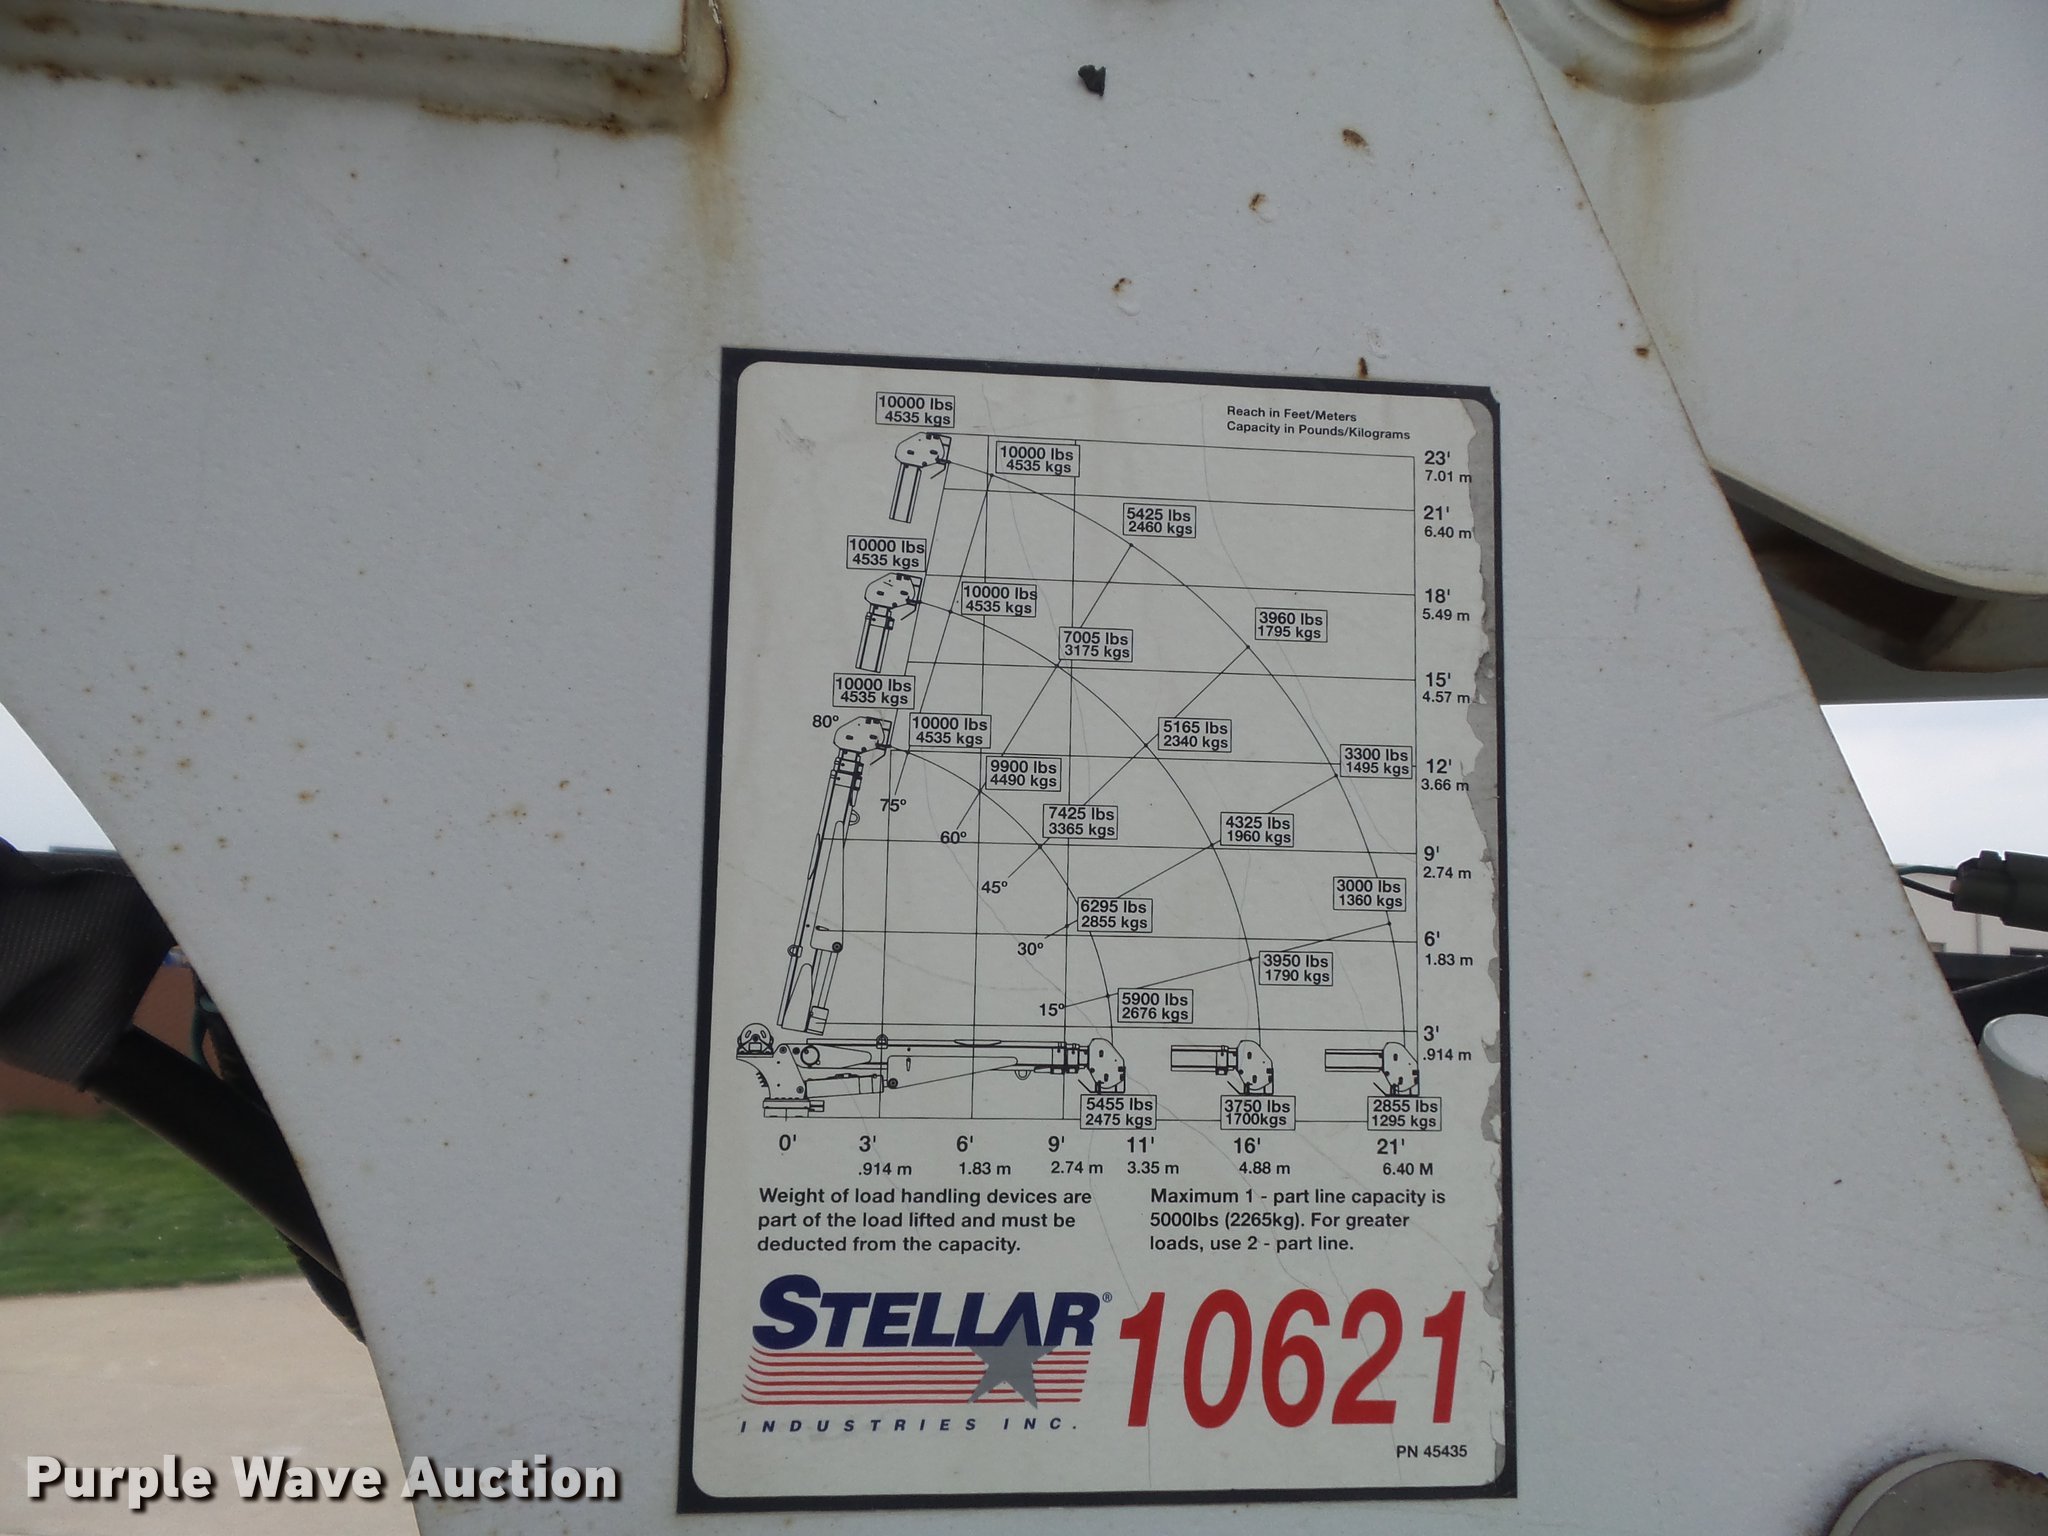 10000 lbs
4535 kgs
Reach in Feet/Meters
Capacity in Pounds/Kilograms
10000 lbs
4535 kgs
23'
7.01 m
5425 lbs
2460 kgs
21'
6.40 m
10000 lbs
4535 kgs
10000 lbs
4535 kgs
18'
5.49 m
3960 lbs
1795 kgs
7005 lbs
3175 kgs
10000 lbs
4535 kgs
15'
4.57 m
80º
10000 lbs
4535 kgs
5165 lbs
2340 kgs
3300 lbs
1495 kgs
12'
3.66 m
9900 lbs
4490 kgs
75º
7425 lbs
3365 kgs
4325 lbs
1960 kgs
60º
9'
2.74 m
45º
3000 lbs
1360 kgs
6295 lbs
2855 kgs
30º
6'
1.83 m
3950 lbs
1790 kgs
15º
5900 lbs
2676 kgs
3'
.914 m
5455 lbs
2475 kgs
3750 lbs
1700kgs
2855 lbs
1295 kgs
0' 3' 6' 9' 11' 16' 21'
.914 m 1.83 m 2.74 m 3.35 m 4.88 m 6.40 M
Weight of load handling devices are
part of the load lifted and must be
deducted from the capacity.
Maximum 1 - part line capacity is
5000lbs (2265kg). For greater
loads, use 2 - part line.
STELLAR®
INDUSTRIES INC.
10621
PN 45435
Purple Wave Auction